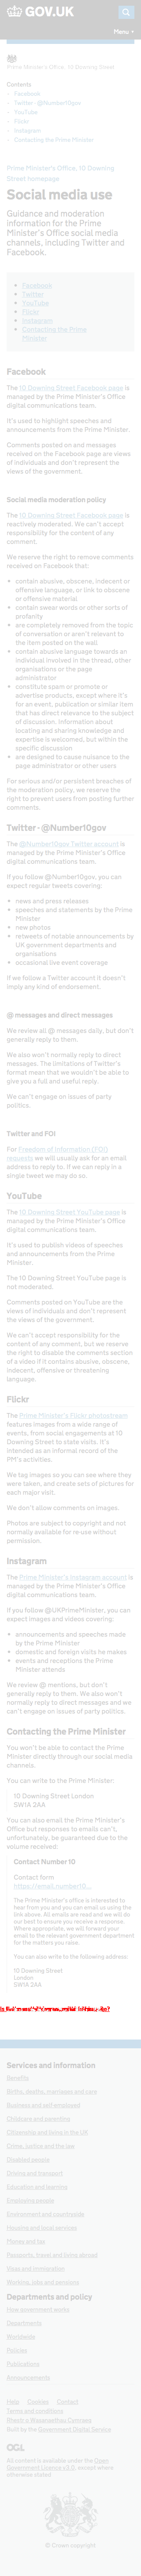 GOV.UK
Menu
Prime Minister's Office, 10 Downing Street
Contents
- Facebook
- Twitter - @Number10gov
- YouTube
- Flickr
- Instagram
- Contacting the Prime Minister
Prime Minister's Office, 10 Downing
Street homepage
Social media use
Guidance and moderation
information for the Prime
Minister's Office social media
channels, including Twitter and
Facebook.
• Facebook
• Twitter
• YouTube
• Flickr
• Instagram
• Contacting the Prime
Minister
Facebook
The 10 Downing Street Facebook page is
managed by the Prime Minister's Office
digital communications team.
It's used to highlight speeches and
announcements from the Prime Minister.
Comments posted on and received
on the Facebook page are the views
of individuals and don't represent the
views of the government.
Social media moderation policy
The 10 Downing Street Facebook page is
reactively moderated. We can't accept
responsibility for the content of any
comment.
We reserve the right to remove comments
received on Facebook that:
• contain abusive, obscene, indecent or
offensive language, or link to obscene
or offensive material
• contain swear words or other sorts of
profanity
• are completely removed from the topic
of conversation or aren't relevant to
the item posted on the wall
• contain abusive language towards an
individual involved in the thread, other
individuals/organisations or the page
administrator
• constitute spam or promote or
advertise products, except where it's
for an event, publication or similar item
that has direct relevance to the subject
of discussion. Information about
locating and sharing knowledge and
learning is welcomed, but within this
specific discussion
• are designed to cause nuisance to the
page administrator or other users
For serious and/or persistent breaches of
the moderation policy, we reserve the
right to prevent users from posting further
comments.
Twitter - @Number10gov
The @Number10gov Twitter account is
managed by the Prime Minister's Office
digital communications team.
If you follow @Number10gov, you can
expect regular tweets covering:
• news and press releases
• speeches and statements by the Prime
Minister
• new photos
• retweets of notable announcements by
UK government departments and
organisations
• occasional live event coverage
If we follow a Twitter account it doesn't
imply any kind of endorsement.
@ messages and direct messages
We review all @ messages daily, but don't
generally reply to them.
We also won't normally reply to direct
messages. The limitations of Twitter's
format mean that we wouldn't be able to
give you a full and useful reply.
We can't engage on issues of party
politics.
Twitter and FOI
For Freedom of Information (FOI)
requests we will usually ask for an email
address to reply to. If we can reply in a
single tweet we may do so.
YouTube
The 10 Downing Street YouTube page is
managed by the Prime Minister's Office
digital communications team.
It's used to publish videos of speeches
and other announcements from the Prime
Minister.
The 10 Downing Street YouTube page is
not moderated.
Comments posted on YouTube are the
views of individuals and don't represent
the views of the government.
We can't accept responsibility for the
content of any comment, but we reserve
the right to remove all or part of your
comment if it contains abusive, obscene,
indecent, offensive or threatening
language.
Flickr
The Prime Minister's Flickr photostream
features images from a wide range of
events, from social engagements at 10
Downing Street to state visits. It's
intended as an informal record of the
PM's activities.
We tag images so you can see where they
were taken, and create sets of pictures for
each major visit.
We don't allow comments on images.
Photos are subject to copyright and not
normally available for re-use without
permission.
Instagram
The Prime Minister's Instagram account is
managed by the Prime Minister's Office
digital communications team.
If you follow @UKPrimeMinister, you can
expect images and videos covering:
• announcements and speeches made
by the Prime Minister
• domestic and foreign visits he makes
• events and receptions the Prime
Minister attends
We review @ mentions, but don't
generally reply to them. We also won't
normally reply to direct messages and we
can't engage on issues of party politics.
Contacting the Prime Minister
You won't be able to contact the Prime
Minister directly through our social media
channels.
You can write to the Prime Minister:
10 Downing Street London
SW1A 2AA
You can also email the Prime Minister's
Office but responses to emails can't,
unfortunately, be guaranteed due to the
volume received:
Contact Number 10
Contact form
https://email.number10...
The Prime Minister's office is interested to
hear from you, you can email us at the
link above. All emails are read and we will do
our best to ensure you receive a response.
Where appropriate, we will forward your
email to the relevant government department
for the matters you raise.
You can also write to the following address:
10 Downing Street
London
SW1A 2AA
Services and information
Benefits
Births, deaths, marriages and care
Business and self-employed
Childcare and parenting
Citizenship and living in the UK
Crime, justice and the law
Disabled people
Driving and transport
Education and learning
Employing people
Environment and countryside
Housing and local services
Money and tax
Passports, travel and living abroad
Visas and immigration
Working, jobs and pensions
Departments and policy
How government works
Departments
Worldwide
Policies
Publications
Announcements
Help Cookies Contact
Terms and conditions
Rhestr o Wasanaethau Cymraeg
Built by the Government Digital Service
OGL
All content is available under the Open
Government Licence v3.0, except where
otherwise stated
© Crown copyright